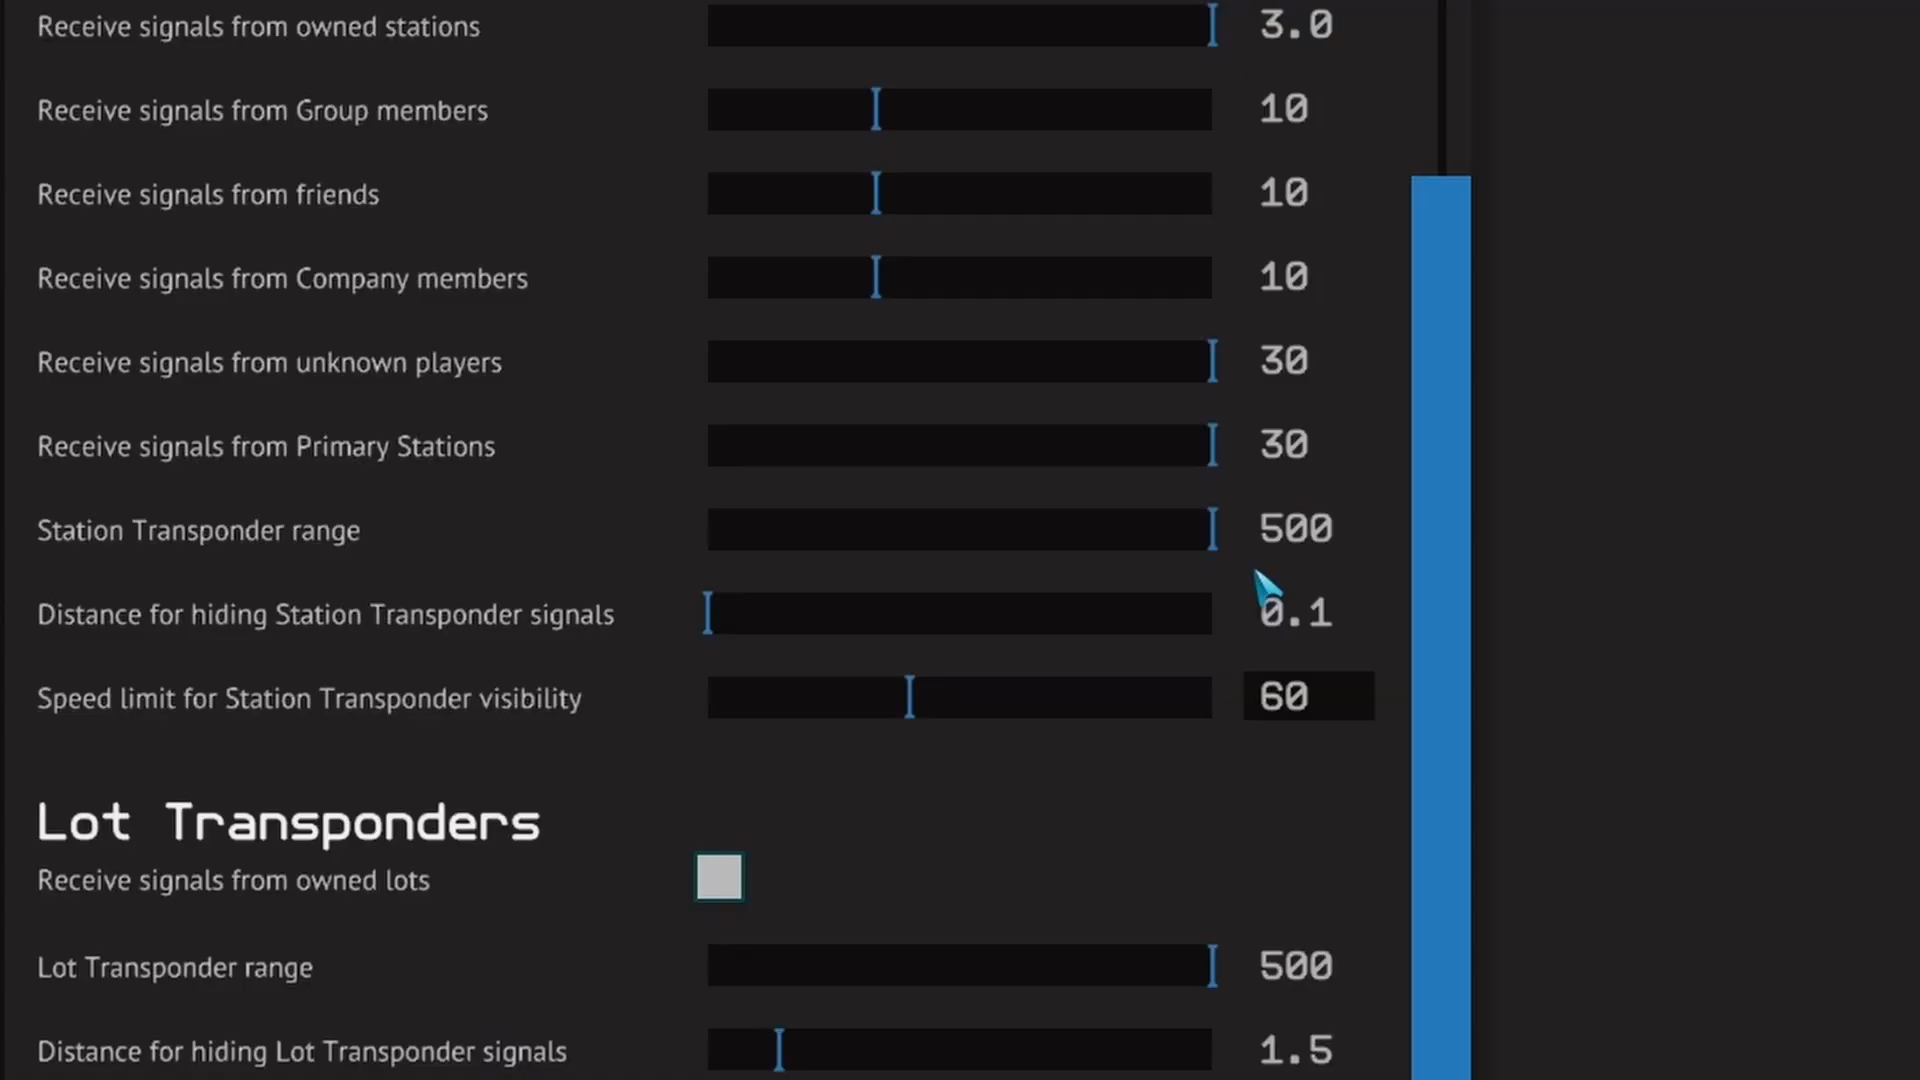 Receive signals from owned stations 3.0
Receive signals from Group members 10
Receive signals from friends 10
Receive signals from Company members 10
Receive signals from unknown players 30
Receive signals from Primary Stations 30
Station Transponder range 500
Distance for hiding Station Transponder signals 0.1
Speed limit for Station Transponder visibility 60
Lot Transponders
Receive signals from owned lots
Lot Transponder range 500
Distance for hiding Lot Transponder signals 1.5